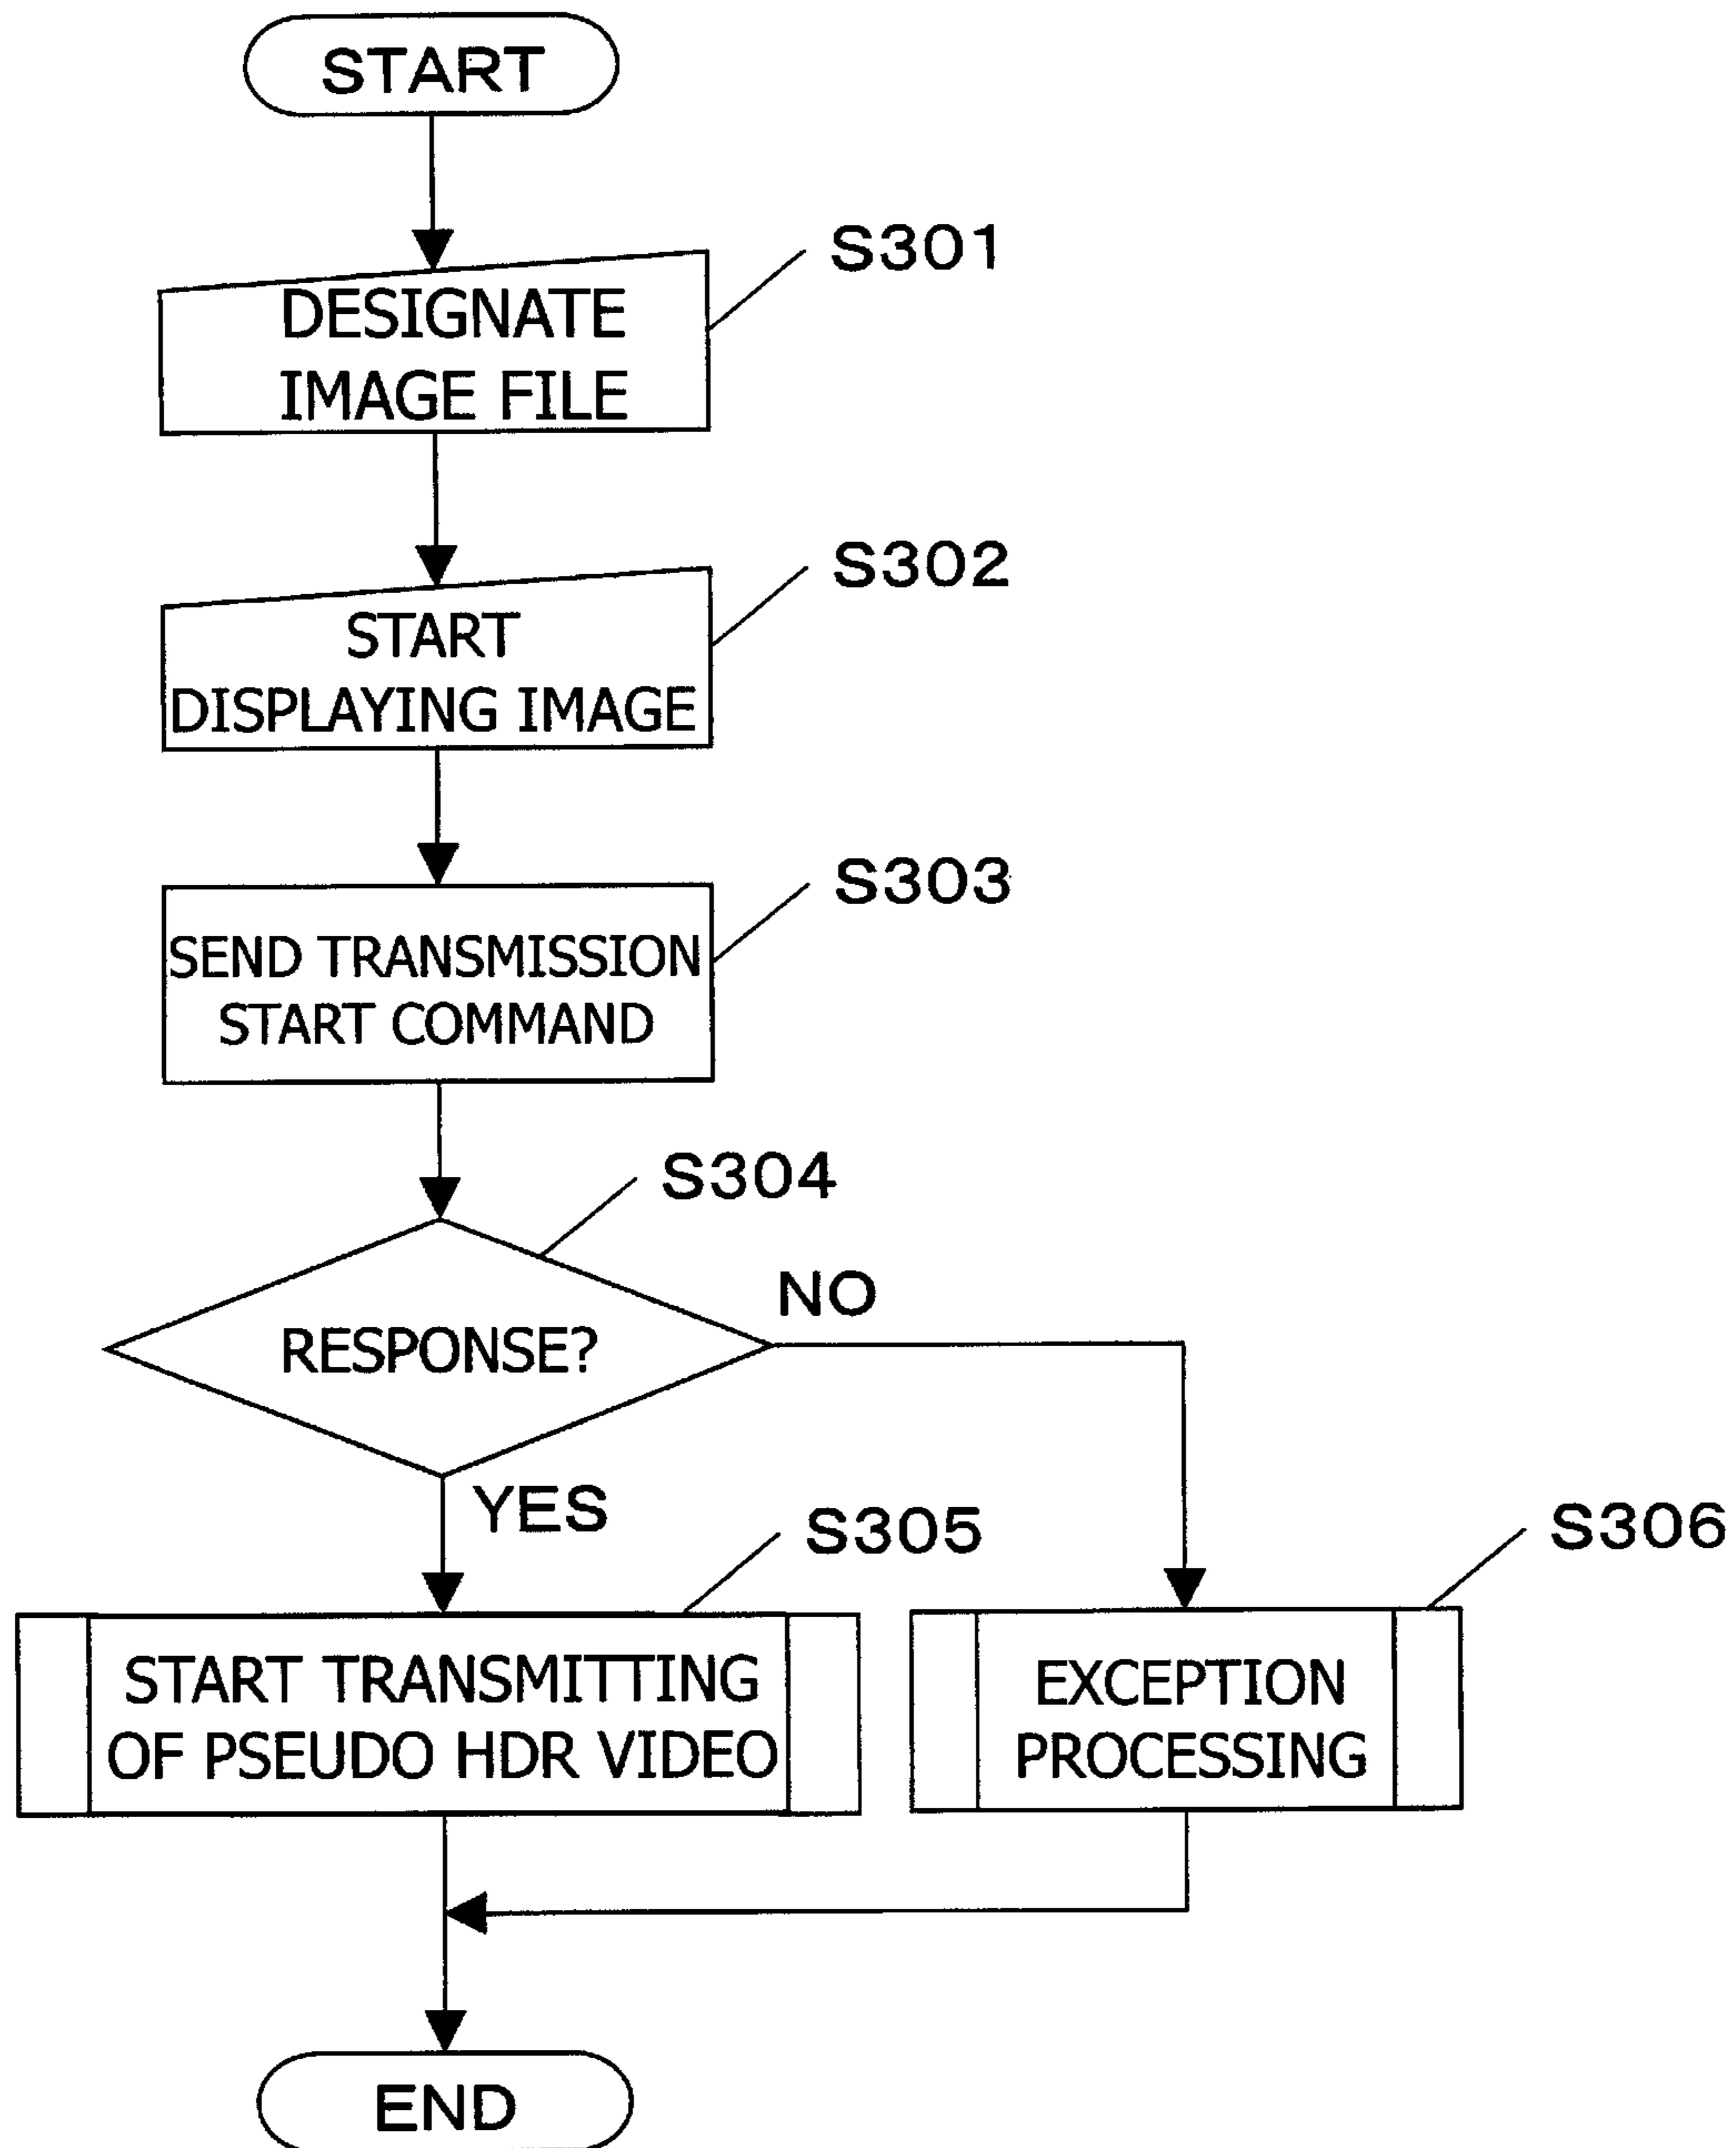 START
S301
DESIGNATE
IMAGE FILE
S302
START
DISPLAYING IMAGE
S303
SEND TRANSMISSION
START COMMAND
S304
NO
RESPONSE?
YES
S305
S306
START TRANSMITTING
OF PSEUDO HDR VIDEO
EXCEPTION
PROCESSING
END